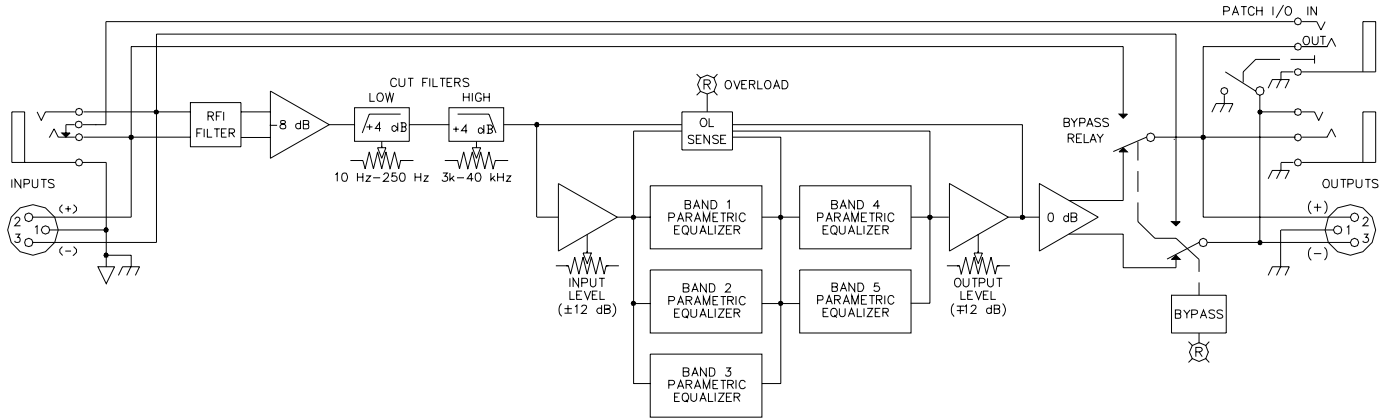 PATCH I/O IN
OUT
OVERLOAD
R
CUT FILTERS
LOW
HIGH
RFI
FILTER
-8 dB
+4 dB
+4 dB
OL
SENSE
BYPASS
RELAY
10 Hz-250 Hz
3k-40 kHz
INPUTS
OUTPUTS
2
(+)
1
3
(-)
BAND 1
PARAMETRIC
EQUALIZER
BAND 4
PARAMETRIC
EQUALIZER
0 dB
(+)
2
1
3
(-)
INPUT
LEVEL
(±12 dB)
BAND 2
PARAMETRIC
EQUALIZER
BAND 5
PARAMETRIC
EQUALIZER
OUTPUT
LEVEL
(∓12 dB)
BYPASS
R
BAND 3
PARAMETRIC
EQUALIZER